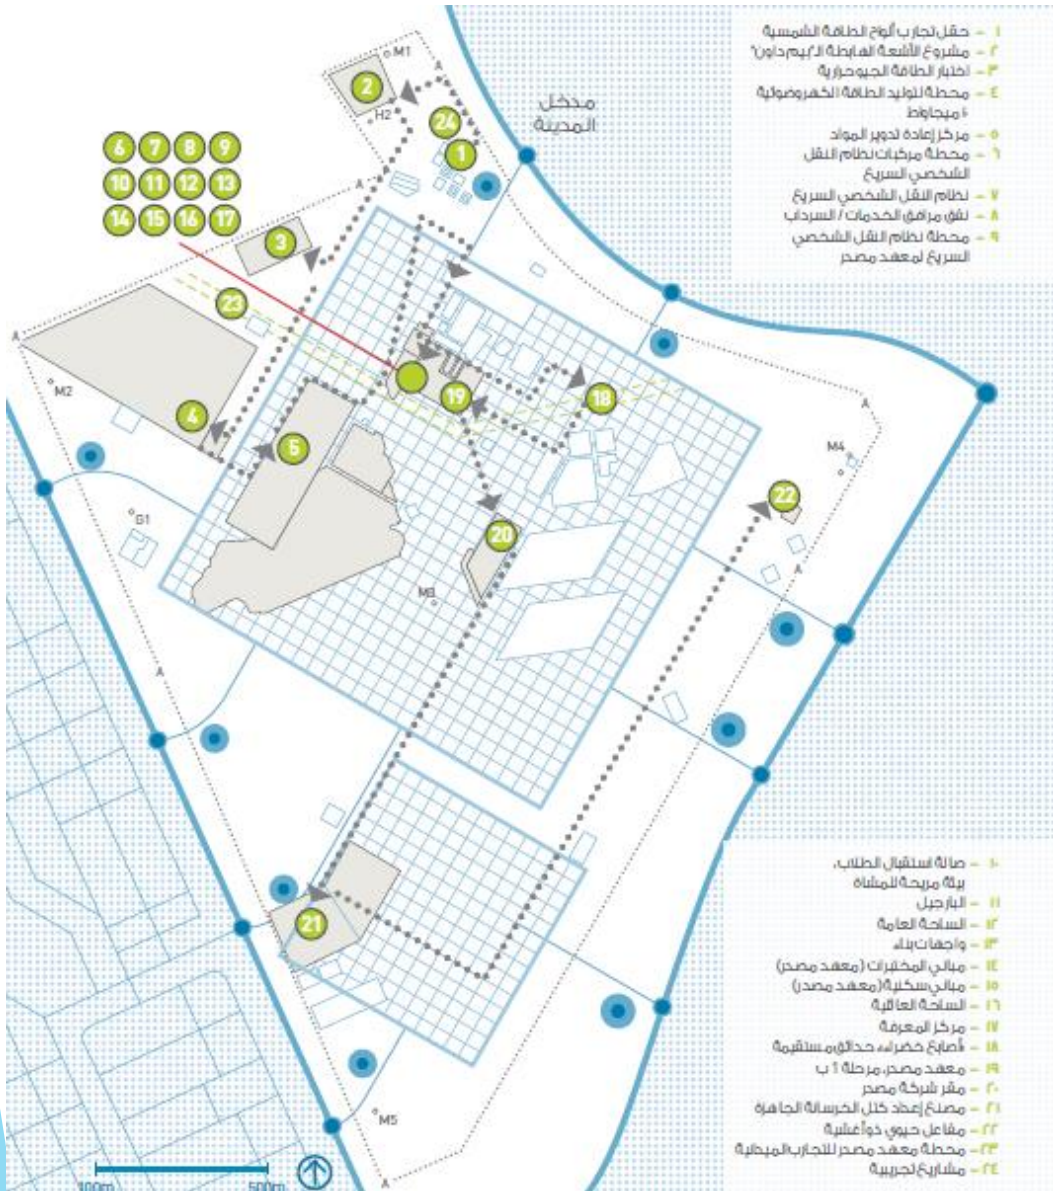 ١ - حقل تجارب ألواح الطاقة الشمسية
٢ - مشروع الأشعة الهابطة الـ"بيم داون"
٣ - اختبار الطاقة الجيوحرارية
٤ - محطة لتوليد الطاقة الكهروضوئية
١٠ ميجاواط
٥ - مركز إعادة تدوير المواد
٦ - محطة مركبات نظام النقل
الشخصي السريع
٧ - نظام النقل الشخصي السريع
٨ - نفق مرافق الخدمات / السرداب
٩ - محطة نظام النقل الشخصي
السريع لمعهد مصدر
مدخل
المدينة
M1
2
H2
24
1
A
A
6 7 8 9
10 11 12 13
14 15 16 17
3
23
A
M2
4
5
19
18
A
M4
22
G1
20
M3
A
A
21
M5
A
100m
500m
١٠ - صالة استقبال الطلاب،
بيئة مريحة للمشاة
١١ - البارجيل
١٢ - الساحة العامة
١٣ - واجهات بناء
١٤ - مباني المختبرات (معهد مصدر)
١٥ - مباني سكنية (معهد مصدر)
١٦ - الساحة العائلية
١٧ - مركز المعرفة
١٨ - أصابع خضراء، حدائق مستقيمة
١٩ - معهد مصدر، مرحلة 1 ب
٢٠ - مقر شركة مصدر
٢١ - مصنع إعداد كتل الخرسانة الجاهزة
٢٢ - مفاعل حيوي ذو أغشية
٢٣ - محطة معهد مصدر للتجارب الميدانية
٢٤ - مشاريع تجريبية